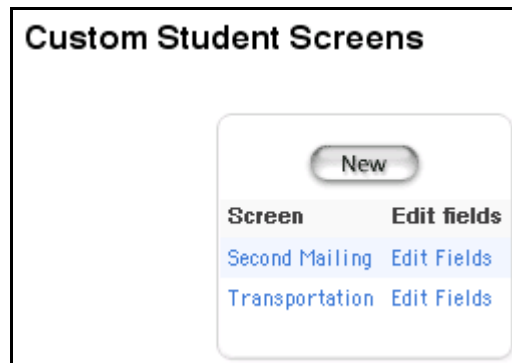 Custom Student Screens
New
Screen Edit fields
Second Mailing Edit Fields
Transportation Edit Fields